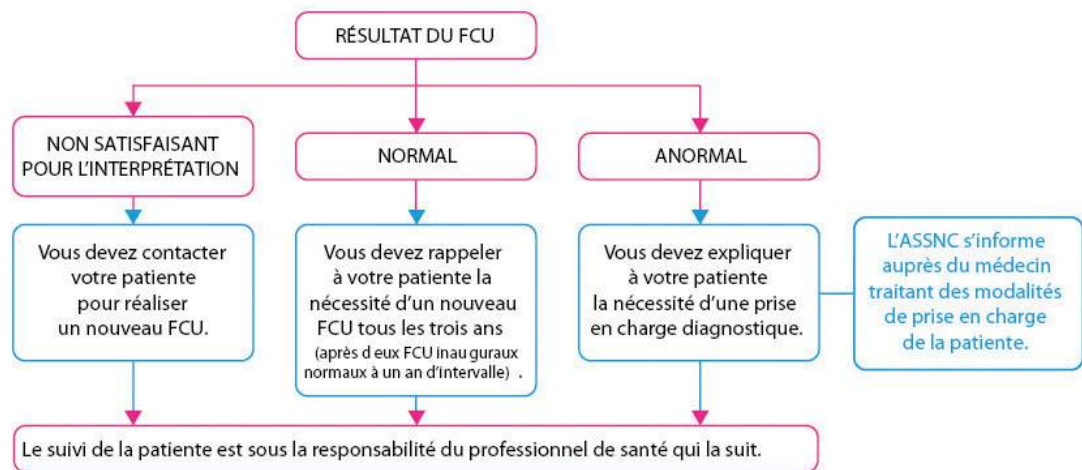 RÉSULTAT DU FCU
NON SATISFAISANT
POUR L'INTERPRÉTATION
NORMAL
ANORMAL
Vous devez contacter
votre patiente
pour réaliser
un nouveau FCU.
Vous devez rappeler
à votre patiente la
nécessité d'un nouveau
FCU tous les trois ans
(après d eux FCU inau guraux
normaux à un an d'intervalle) .
Vous devez expliquer
à votre patiente
la nécessité d'une prise
en charge diagnostique.
L'ASSNC s'informe
auprès du médecin
traitant des modalités
de prise en charge
de la patiente.
Le suivi de la patiente est sous la responsabilité du professionnel de santé qui la suit.